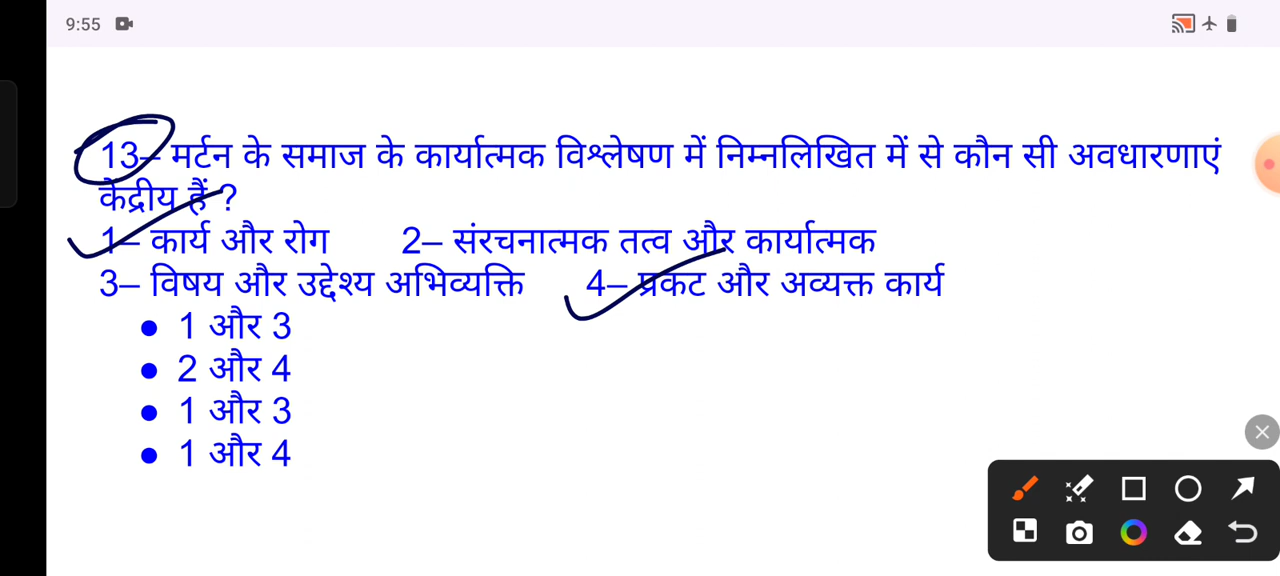 9:55
13– मर्टन के समाज के कार्यात्मक विश्लेषण में निम्नलिखित में से कौन सी अवधारणाएं
केंद्रीय हैं ?
1– कार्य और रोग 2– संरचनात्मक तत्व और कार्यात्मक
3– विषय और उद्देश्य अभिव्यक्ति 4– प्रकट और अव्यक्त कार्य
● 1 और 3
● 2 और 4
● 1 और 3
● 1 और 4